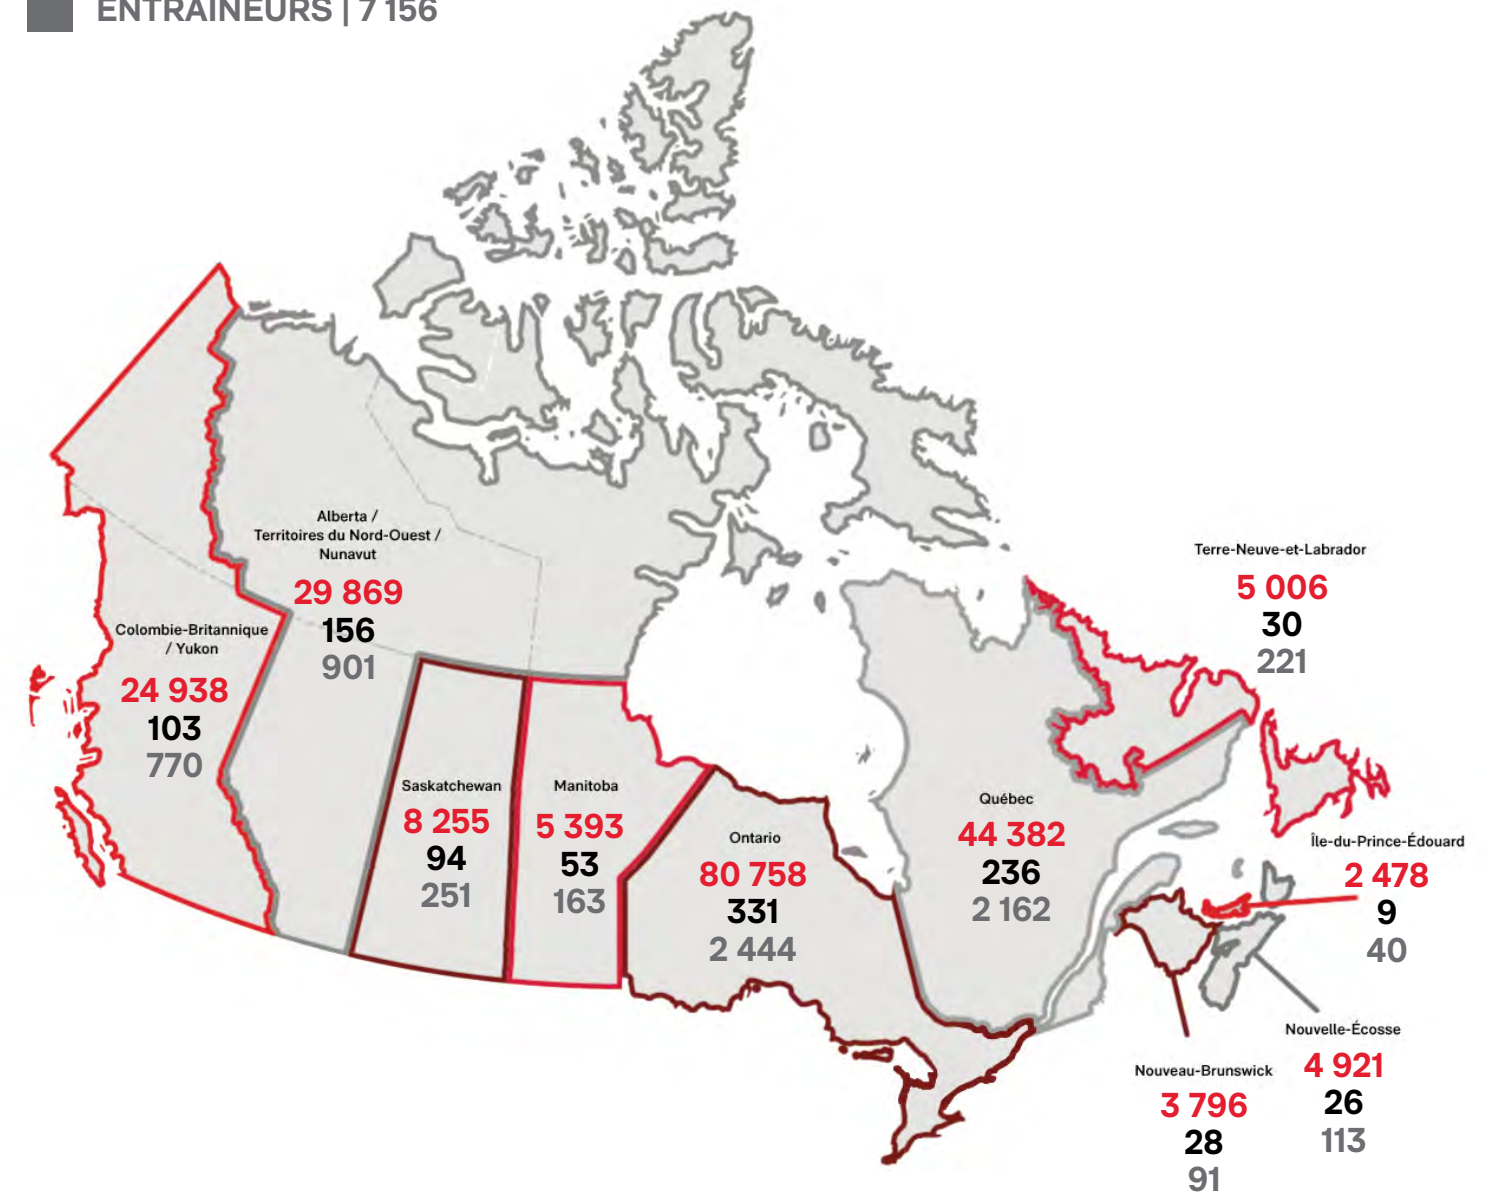 ENTRAÎNEURS | 7 156
Alberta /
Territoires du Nord-Ouest /
Nunavut
29 869
156
901
Colombie-Britannique
/ Yukon
24 938
103
770
Saskatchewan
8 255
94
251
Manitoba
5 393
53
163
Ontario
80 758
331
2 444
Québec
44 382
236
2 162
Terre-Neuve-et-Labrador
5 006
30
221
Île-du-Prince-Édouard
2 478
9
40
Nouvelle-Écosse
4 921
26
113
Nouveau-Brunswick
3 796
28
91